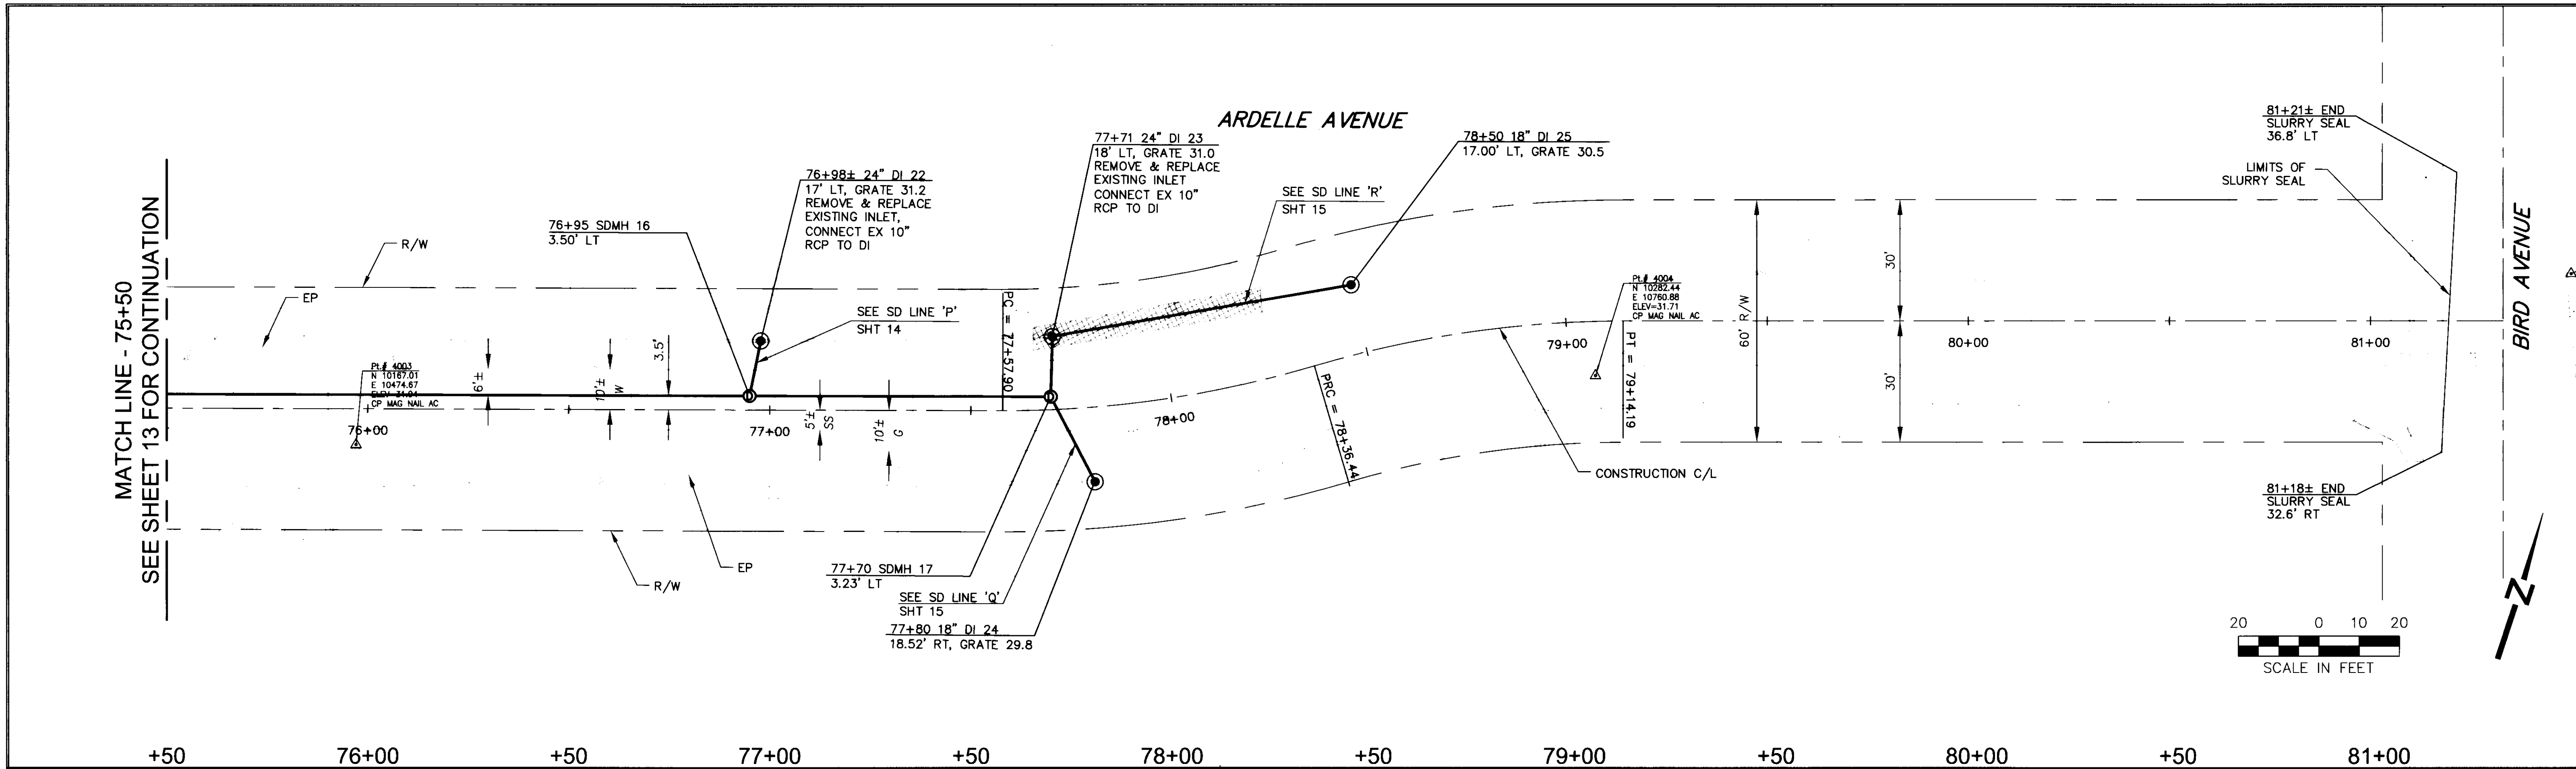 ARDELLE AVENUE
MATCH LINE - 75+50
SEE SHEET 13 FOR CONTINUATION
R/W
EP
76+95 SDMH 16
3.50' LT
76+98± 24" DI 22
17' LT, GRATE 31.2
REMOVE & REPLACE
EXISTING INLET,
CONNECT EX 10"
RCP TO DI
SEE SD LINE 'P'
SHT 14
77+71 24" DI 23
18' LT, GRATE 31.0
REMOVE & REPLACE
EXISTING INLET
CONNECT EX 10"
RCP TO DI
SEE SD LINE 'R'
SHT 15
78+50 18" DI 25
17.00' LT, GRATE 30.5
81+21± END
SLURRY SEAL
36.8' LT
LIMITS OF
SLURRY SEAL
BIRD AVENUE
Pt.# 4003
N 10167.01
E 10474.67
CP MAG NAIL AC
9'±
10'±
W
3.5'
5'±
SS
10'±
G
PC = 77+57.90
PRC = 78+36.44
PT = 79+14.19
Pt.# 4004
N 10282.44
E 10760.88
ELEV=31.71
CP MAG NAIL AC
60' R/W
30'
30'
76+00
77+00
78+00
79+00
80+00
81+00
CONSTRUCTION C/L
81+18± END
SLURRY SEAL
32.6' RT
EP
R/W
77+70 SDMH 17
3.23' LT
SEE SD LINE 'Q'
SHT 15
77+80 18" DI 24
18.52' RT, GRATE 29.8
N
20 0 10 20
SCALE IN FEET
+50 76+00 +50 77+00 +50 78+00 +50 79+00 +50 80+00 +50 81+00